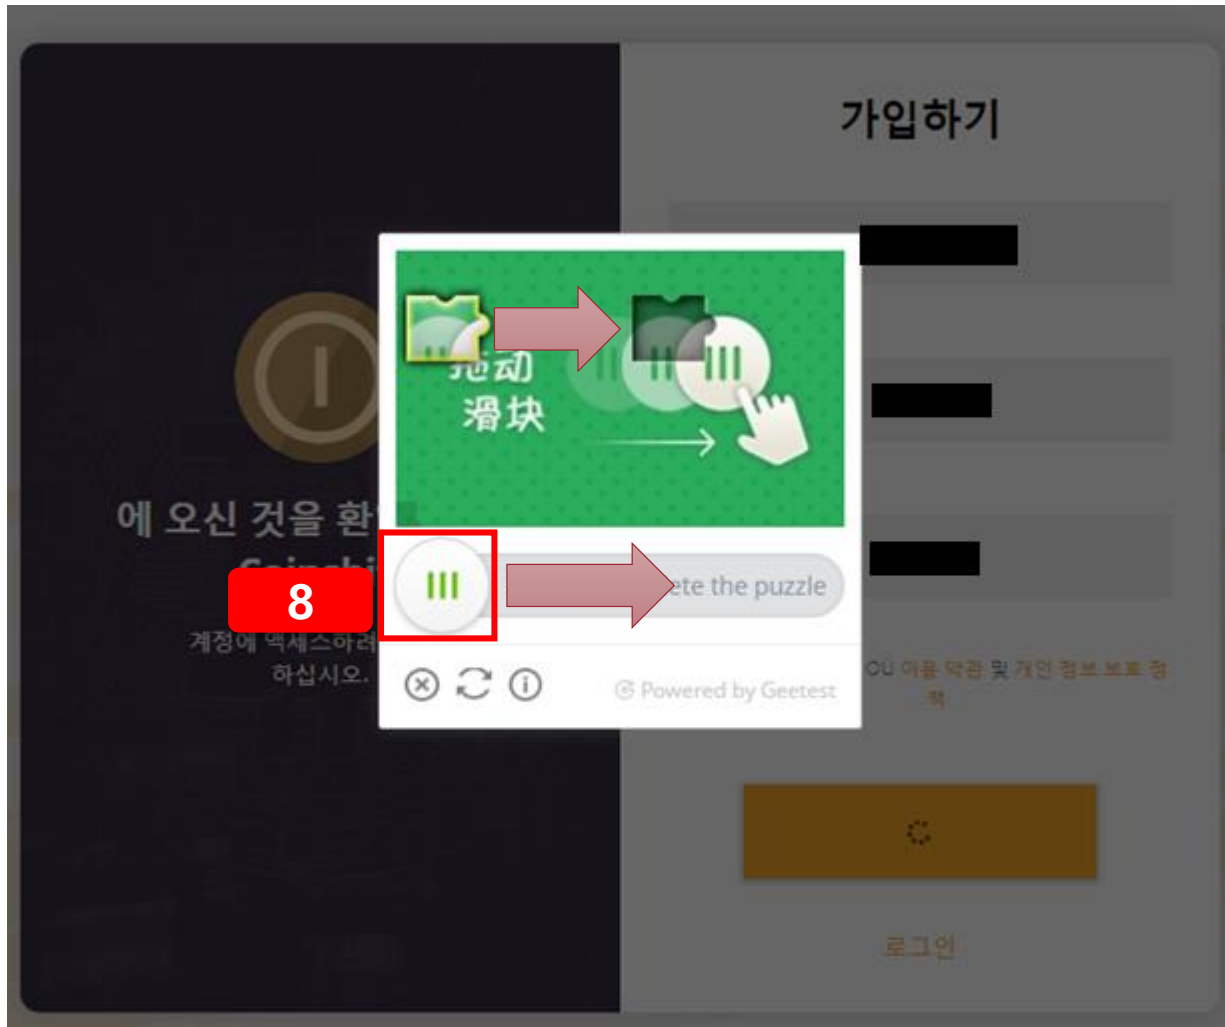 가입하기
拖动
滑块
에 오신 것을 환
8
ete the puzzle
계정에 액세스하려
하십시오.
Powered by Geetest
이용 약관 및 개인 정보 보호 정
책
로그인